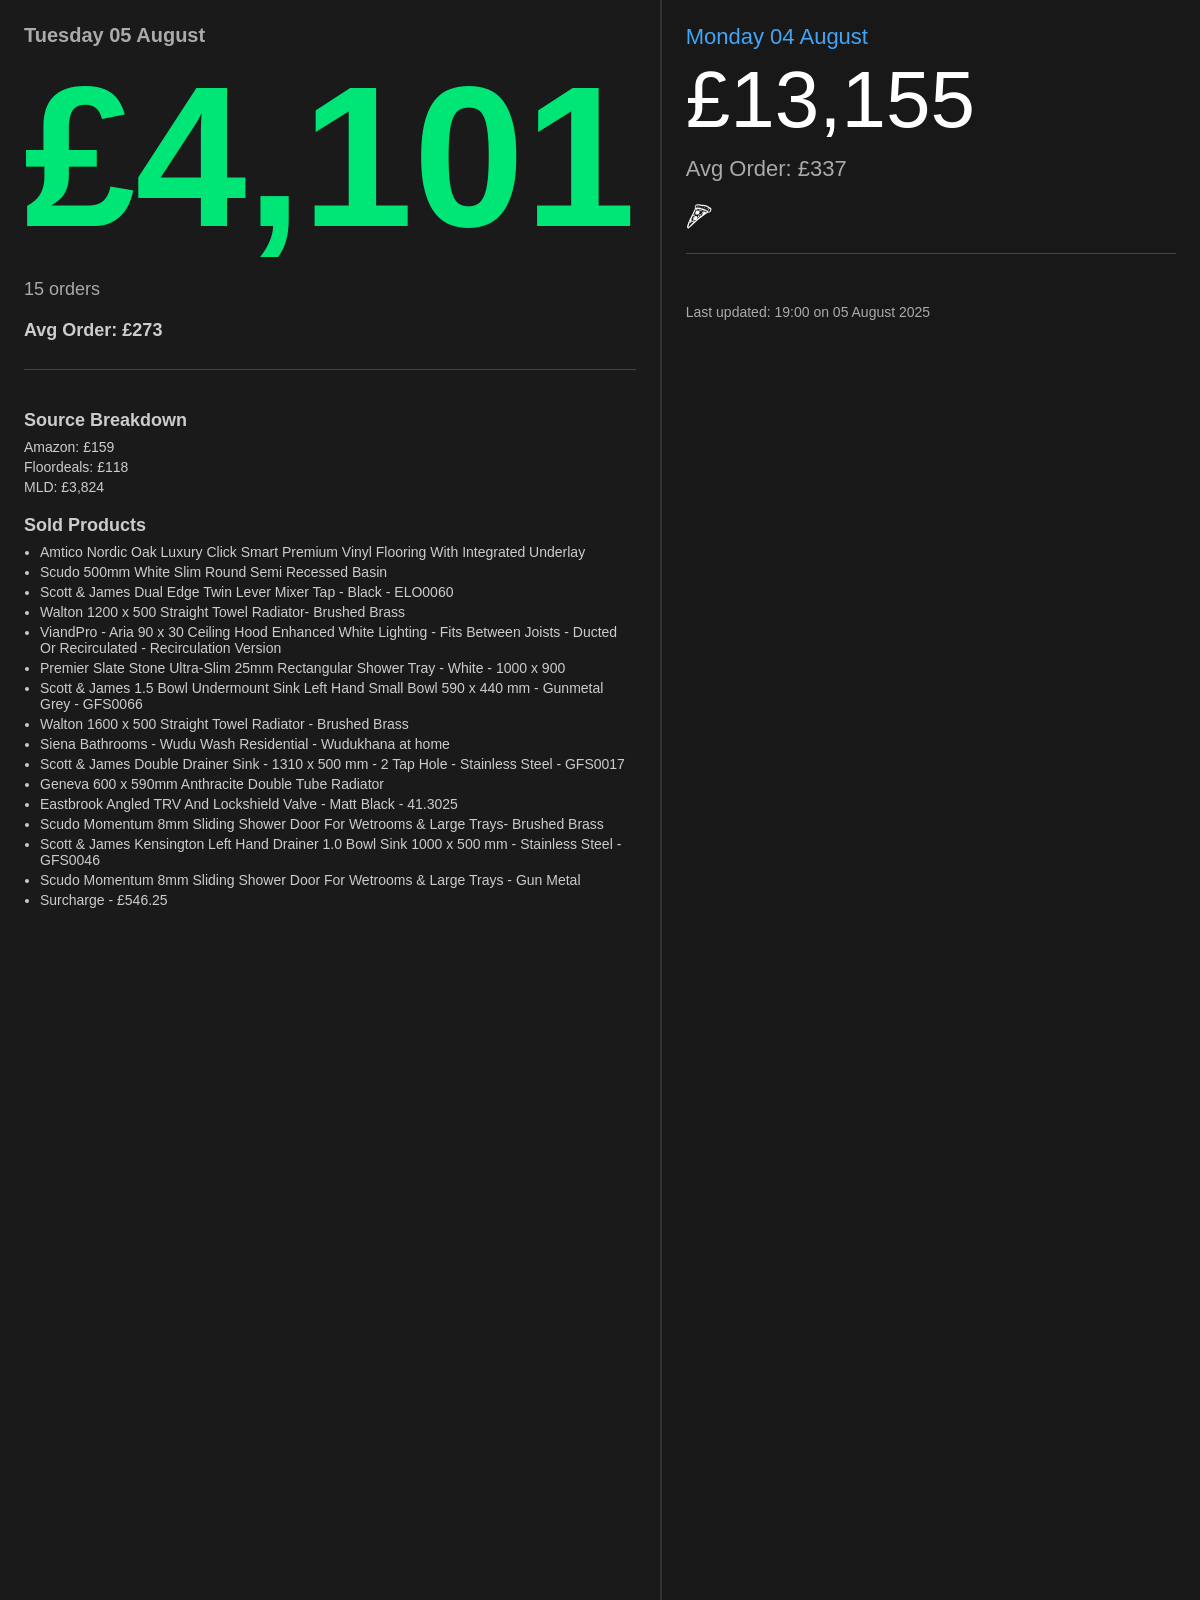 Tuesday 05 August
£4,101
15 orders
Avg Order: £273
Source Breakdown
Amazon: £159
Floordeals: £118
MLD: £3,824
Sold Products
• Amtico Nordic Oak Luxury Click Smart Premium Vinyl Flooring With Integrated Underlay
• Scudo 500mm White Slim Round Semi Recessed Basin
• Scott & James Dual Edge Twin Lever Mixer Tap - Black - ELO0060
• Walton 1200 x 500 Straight Towel Radiator- Brushed Brass
• ViandPro - Aria 90 x 30 Ceiling Hood Enhanced White Lighting - Fits Between Joists - Ducted
Or Recirculated - Recirculation Version
• Premier Slate Stone Ultra-Slim 25mm Rectangular Shower Tray - White - 1000 x 900
• Scott & James 1.5 Bowl Undermount Sink Left Hand Small Bowl 590 x 440 mm - Gunmetal
Grey - GFS0066
• Walton 1600 x 500 Straight Towel Radiator - Brushed Brass
• Siena Bathrooms - Wudu Wash Residential - Wudukhana at home
• Scott & James Double Drainer Sink - 1310 x 500 mm - 2 Tap Hole - Stainless Steel - GFS0017
• Geneva 600 x 590mm Anthracite Double Tube Radiator
• Eastbrook Angled TRV And Lockshield Valve - Matt Black - 41.3025
• Scudo Momentum 8mm Sliding Shower Door For Wetrooms & Large Trays- Brushed Brass
• Scott & James Kensington Left Hand Drainer 1.0 Bowl Sink 1000 x 500 mm - Stainless Steel -
GFS0046
• Scudo Momentum 8mm Sliding Shower Door For Wetrooms & Large Trays - Gun Metal
• Surcharge - £546.25
Monday 04 August
£13,155
Avg Order: £337
Last updated: 19:00 on 05 August 2025